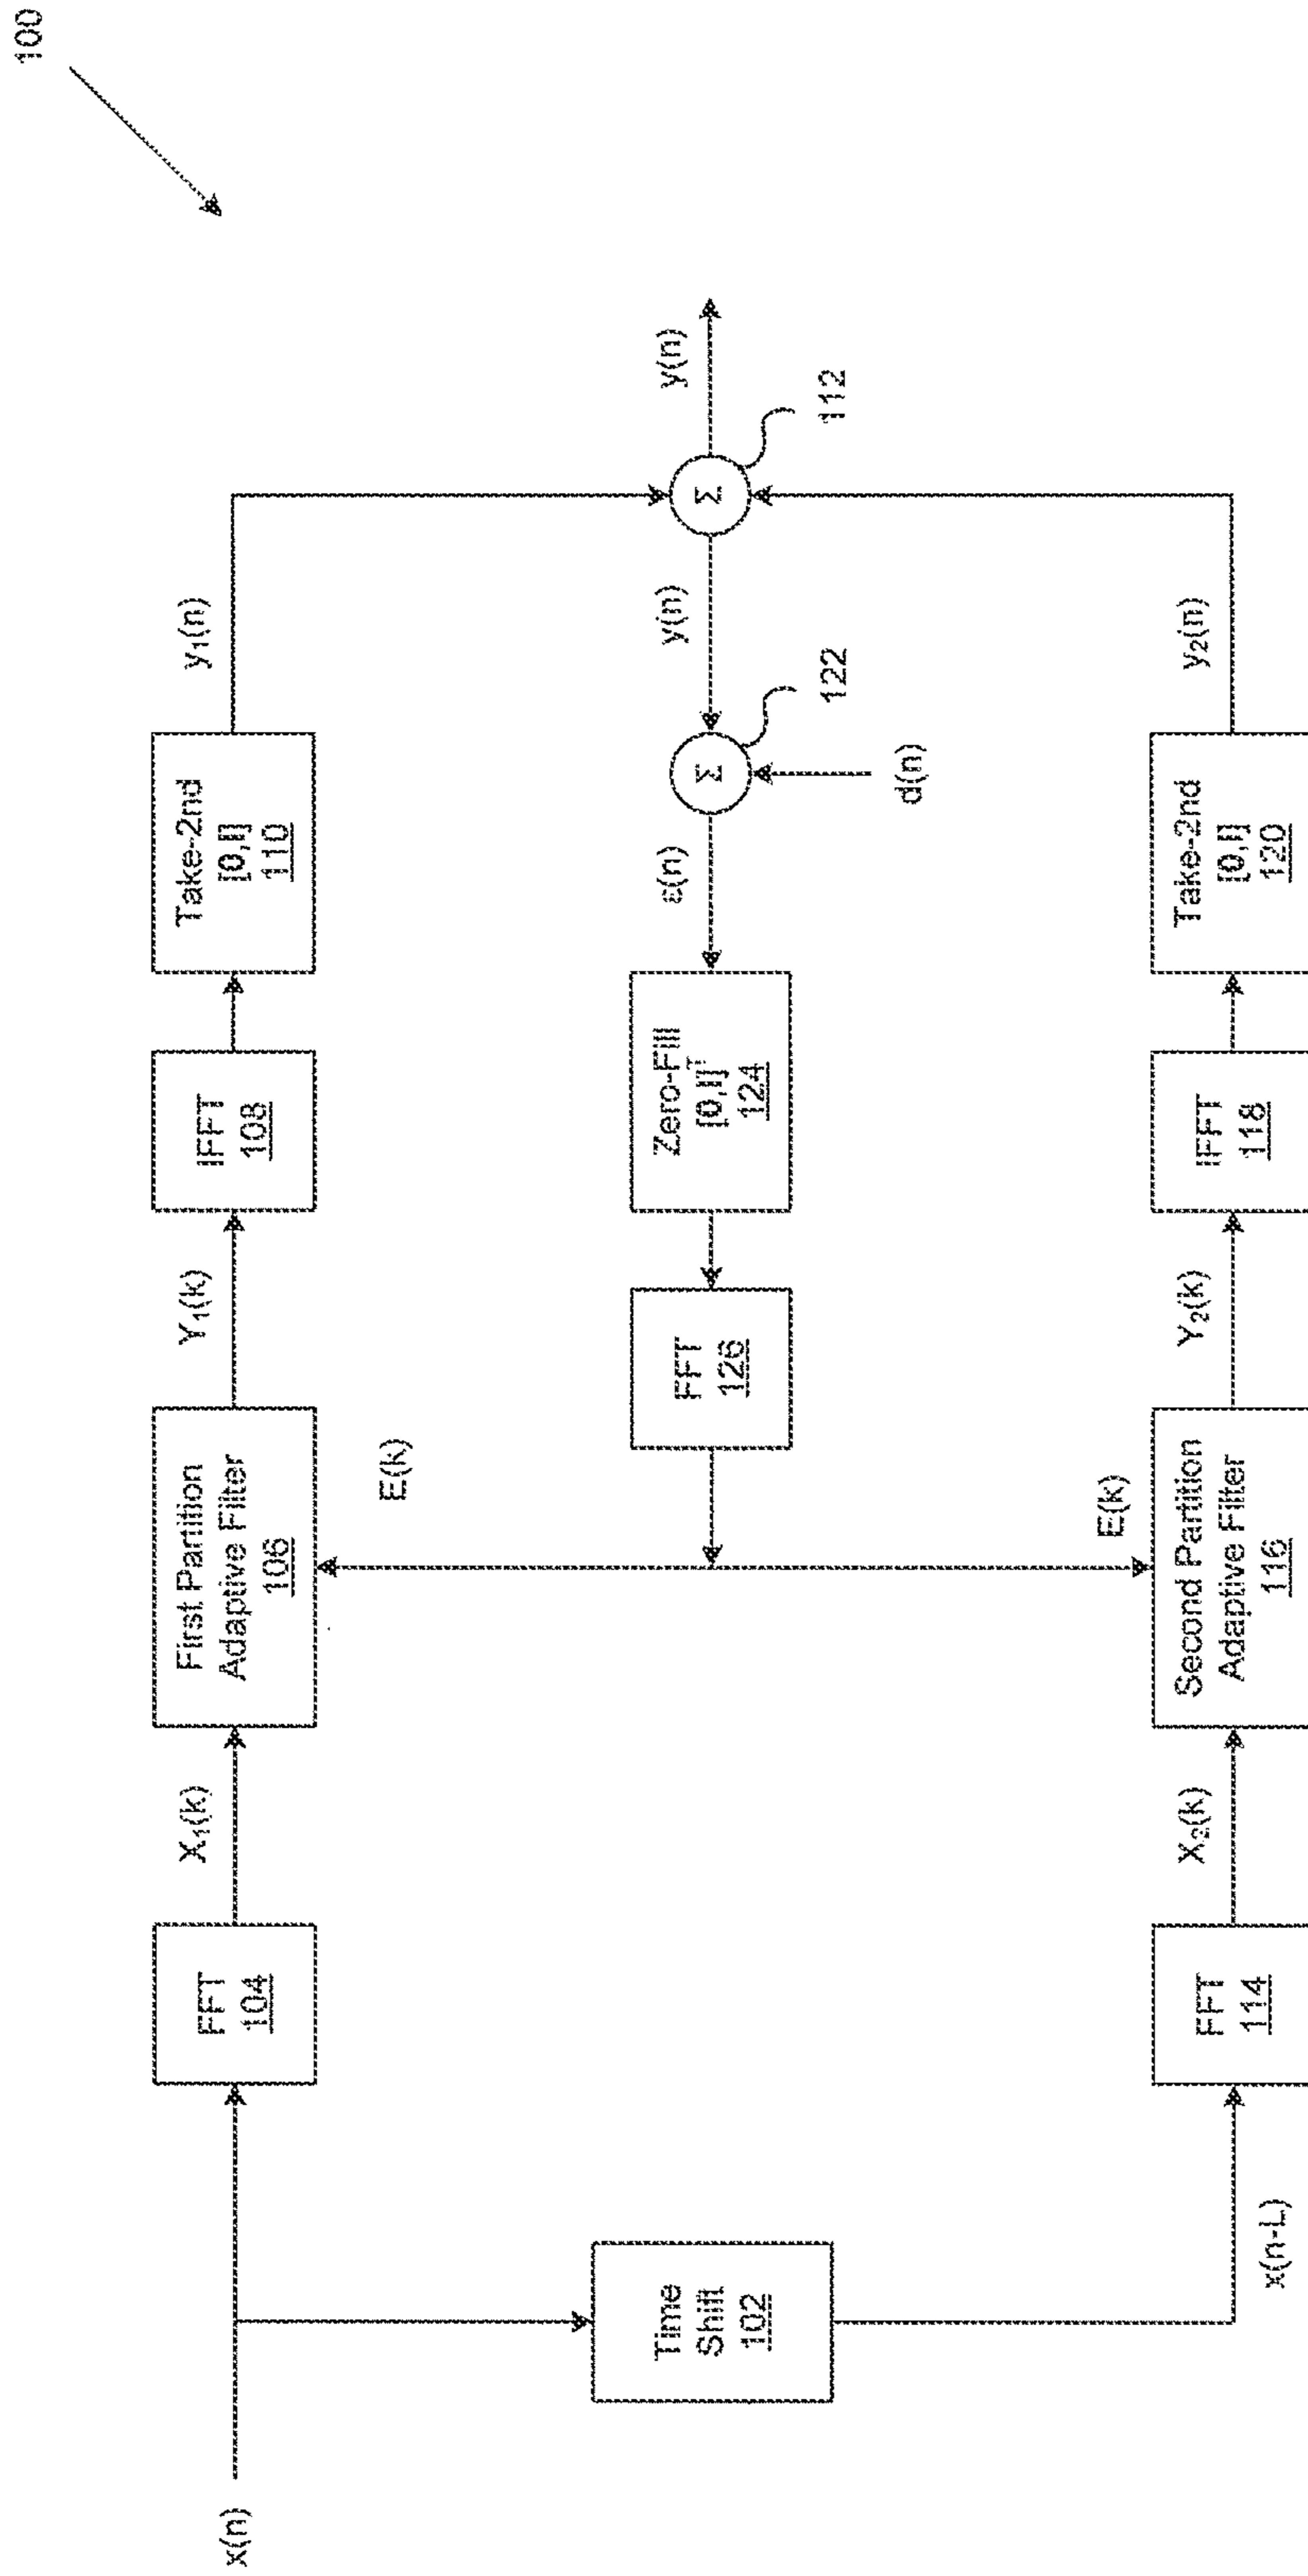 100
x(n)
FFT
104
X₁(k)
First Partition
Adaptive Filter
106
Y₁(k)
IFFT
108
Take-2nd
[0,I]
110
y₁(n)
Time
Shift
102
E(k)
FFT
126
Zero-Fill
[0,I]ᵀ
124
ε(n)
Σ
122
d(n)
y(n)
Σ
112
y(n)
x(n-L)
FFT
114
X₂(k)
E(k)
Second Partition
Adaptive Filter
116
Y₂(k)
IFFT
118
Take-2nd
[0,I]
120
y₂(n)